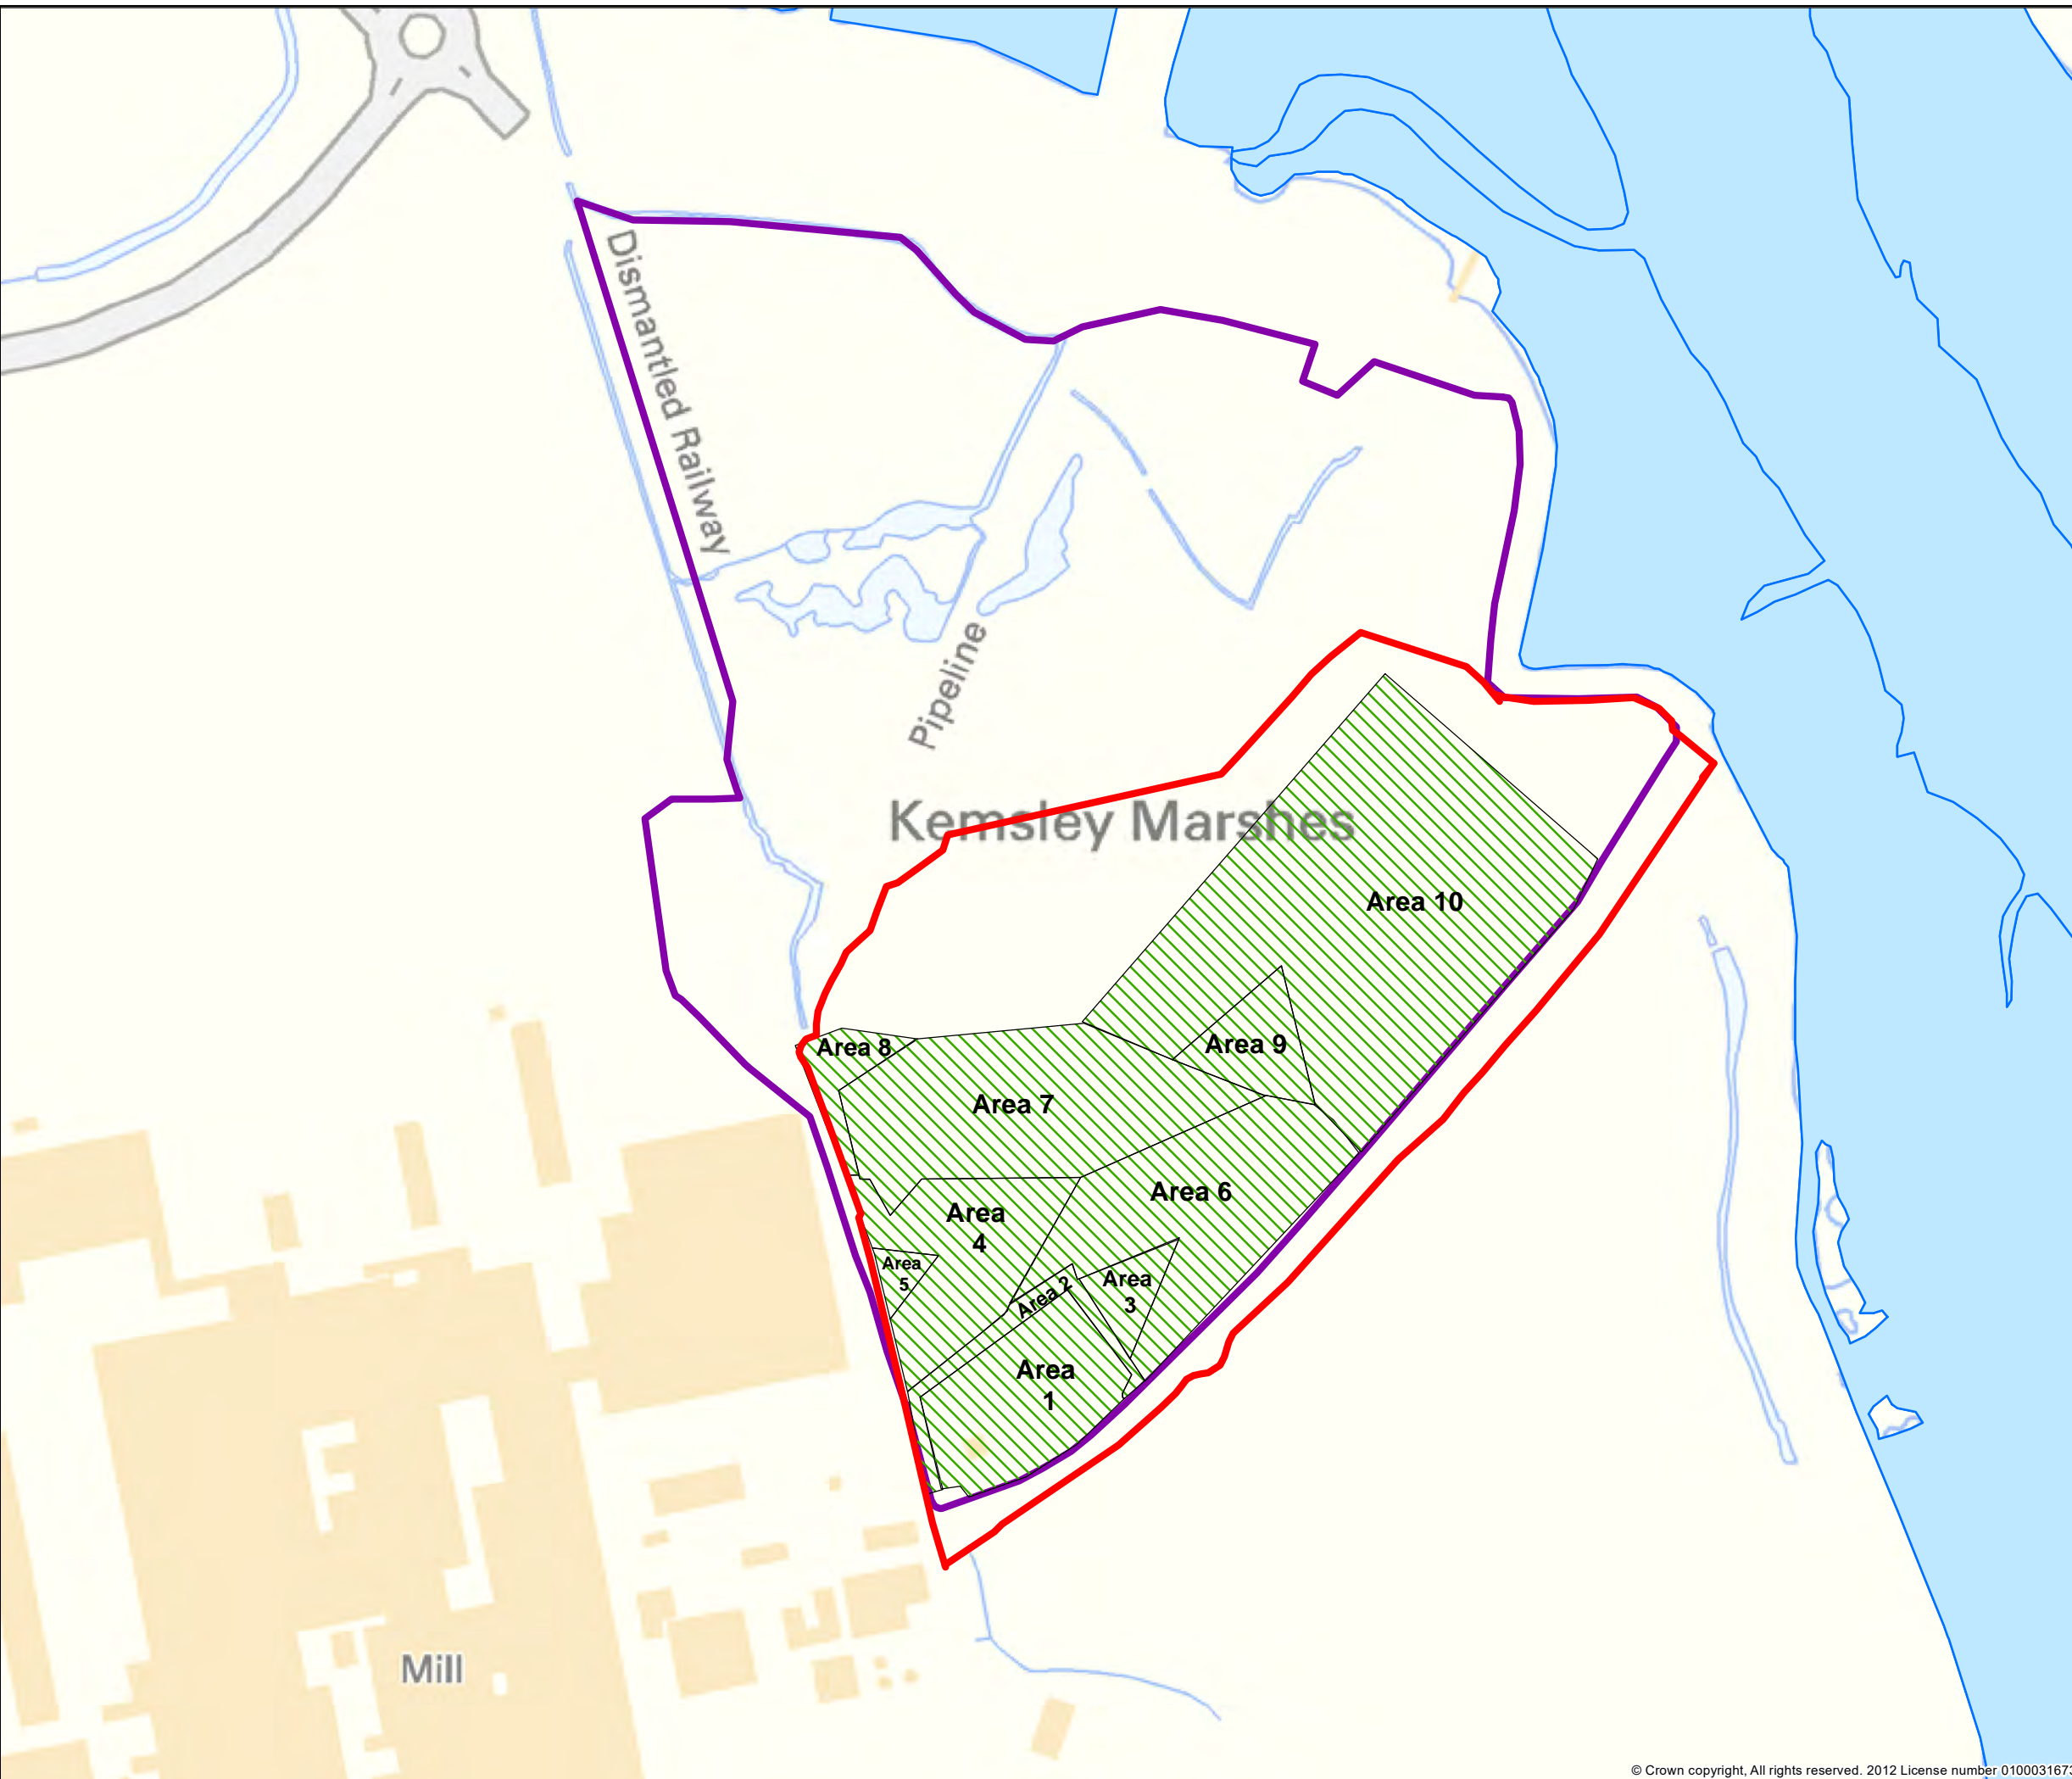 Dismantled Railway
Pipeline
Kemsley Marshes
Area 10
Area 9
Area 8
Area 7
Area 6
Area
4
Area
5
Area 2
Area
3
Area
1
Mill
© Crown copyright, All rights reserved. 2012 License number 0100031673